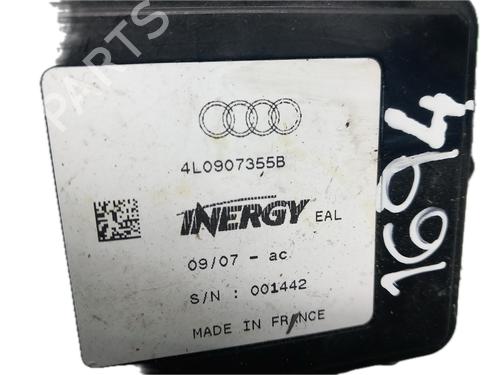 PARTS
4L0907355B
INERGY EAL
09/07 - ac
S/N : 001442
MADE IN FRANCE
1694